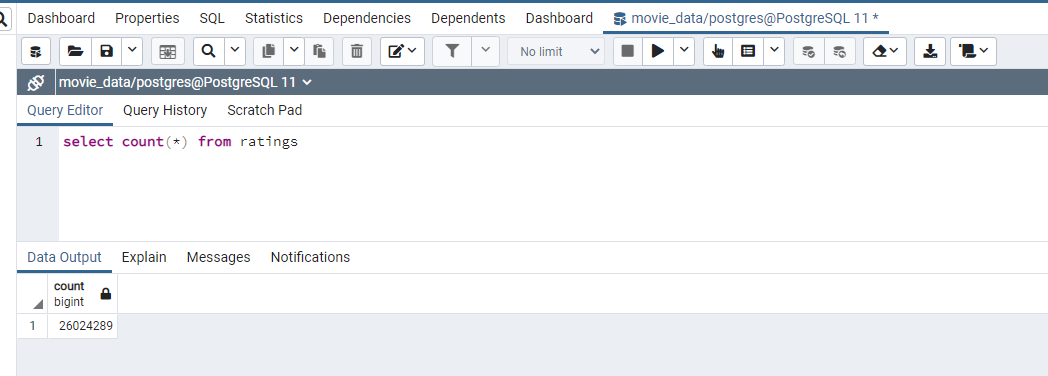 Dashboard Properties SQL Statistics Dependencies Dependents Dashboard movie_data/postgres@PostgreSQL 11 *
No limit
movie_data/postgres@PostgreSQL 11
Query Editor Query History Scratch Pad
1 select count(*) from ratings
Data Output Explain Messages Notifications
count
bigint
1 26024289